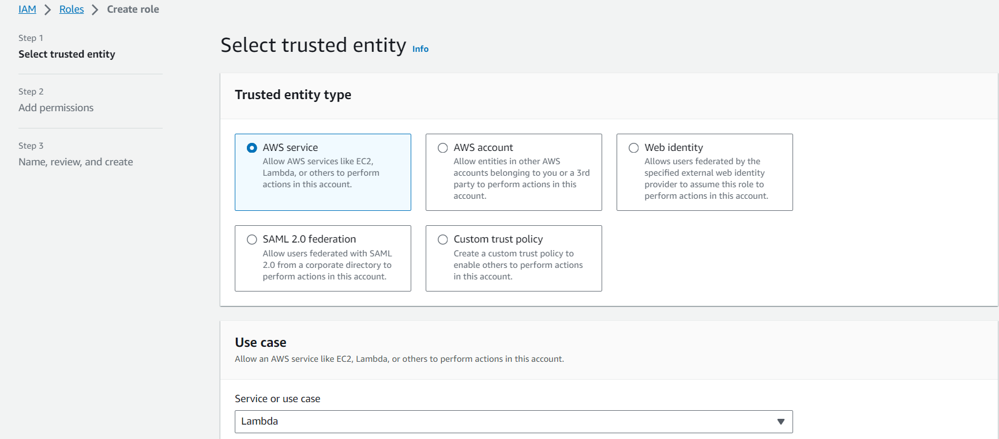 IAM > Roles > Create role
Step 1
Select trusted entity
Step 2
Add permissions
Step 3
Name, review, and create
Select trusted entity Info
Trusted entity type
AWS service
Allow AWS services like EC2,
Lambda, or others to perform
actions in this account.
AWS account
Allow entities in other AWS
accounts belonging to you or a 3rd
party to perform actions in this
account.
Web identity
Allows users federated by the
specified external web identity
provider to assume this role to
perform actions in this account.
SAML 2.0 federation
Allow users federated with SAML
2.0 from a corporate directory to
perform actions in this account.
Custom trust policy
Create a custom trust policy to
enable others to perform actions
in this account.
Use case
Allow an AWS service like EC2, Lambda, or others to perform actions in this account.
Service or use case
Lambda